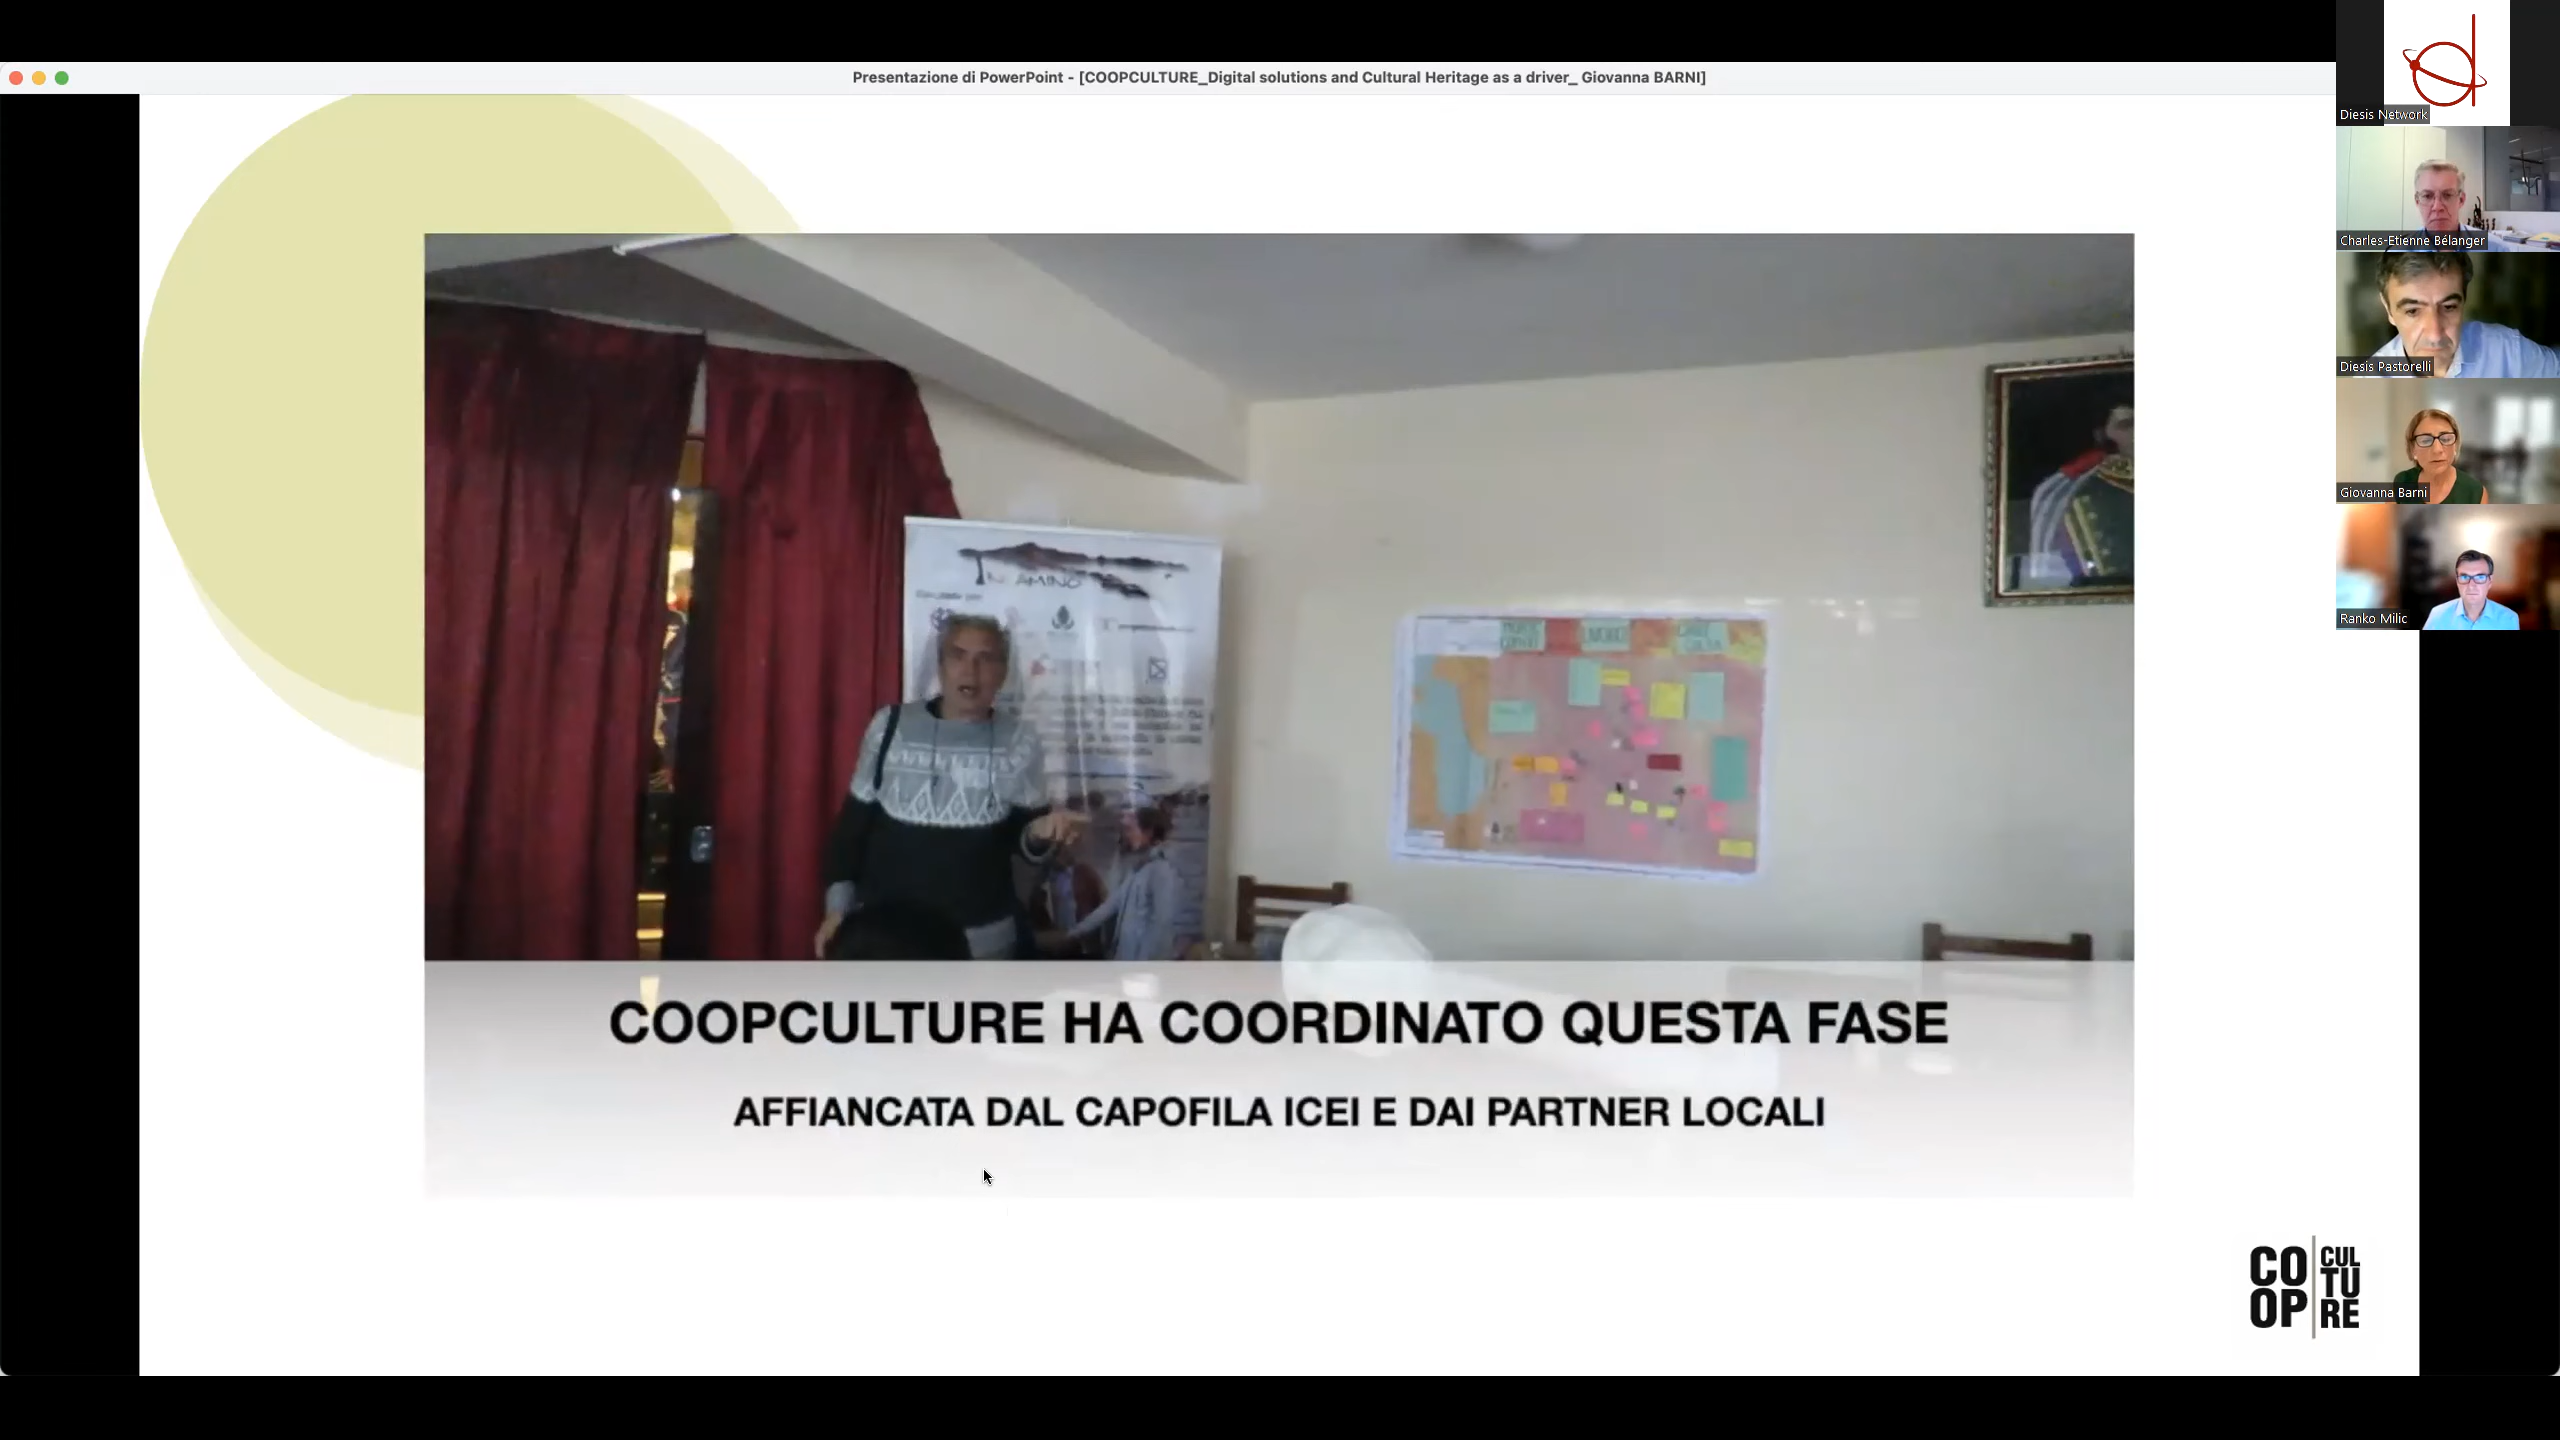 Presentazione di PowerPoint - [COOPCULTURE_Digital solutions and Cultural Heritage as a driver_ Giovanna BARNI]
Diesis Network
Charles-Etienne Bélanger
Diesis Pastorelli
Giovanna Barni
Ranko Milic
COOPCULTURE HA COORDINATO QUESTA FASE
AFFIANCATA DAL CAPOFILA ICEI E DAI PARTNER LOCALI
CO
OP
CUL
TU
RE